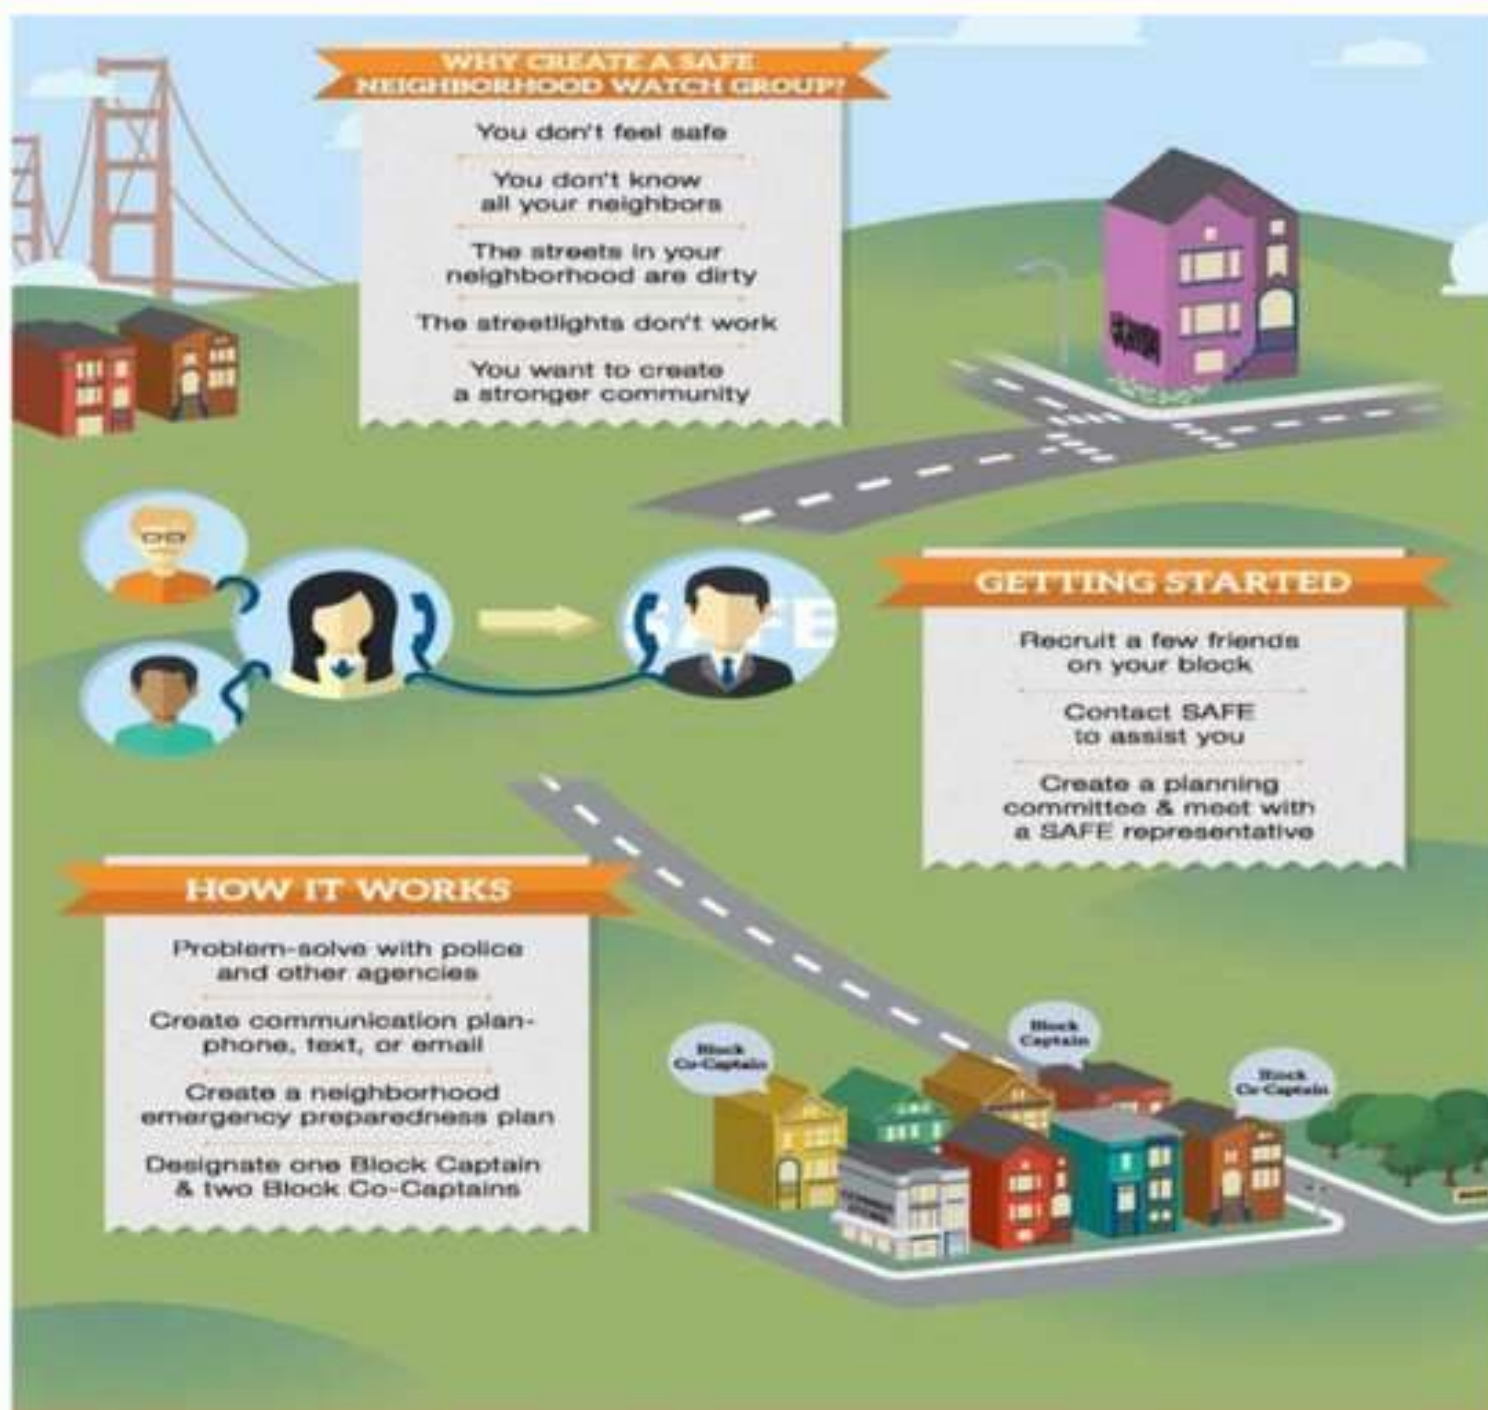 WHY CREATE A SAFE
NEIGHBORHOOD WATCH GROUP?
You don't feel safe
You don't know
all your neighbors
The streets in your
neighborhood are dirty
The streetlights don't work
You want to create
a stronger community
SAFE
GETTING STARTED
Recruit a few friends
on your block
Contact SAFE
to assist you
Create a planning
committee & meet with
a SAFE representative
HOW IT WORKS
Problem-solve with police
and other agencies
Create communication plan-
phone, text, or email
Create a neighborhood
emergency preparedness plan
Designate one Block Captain
& two Block Co-Captains
Block
Co-Captain
Block
Captain
Block
Co-Captain